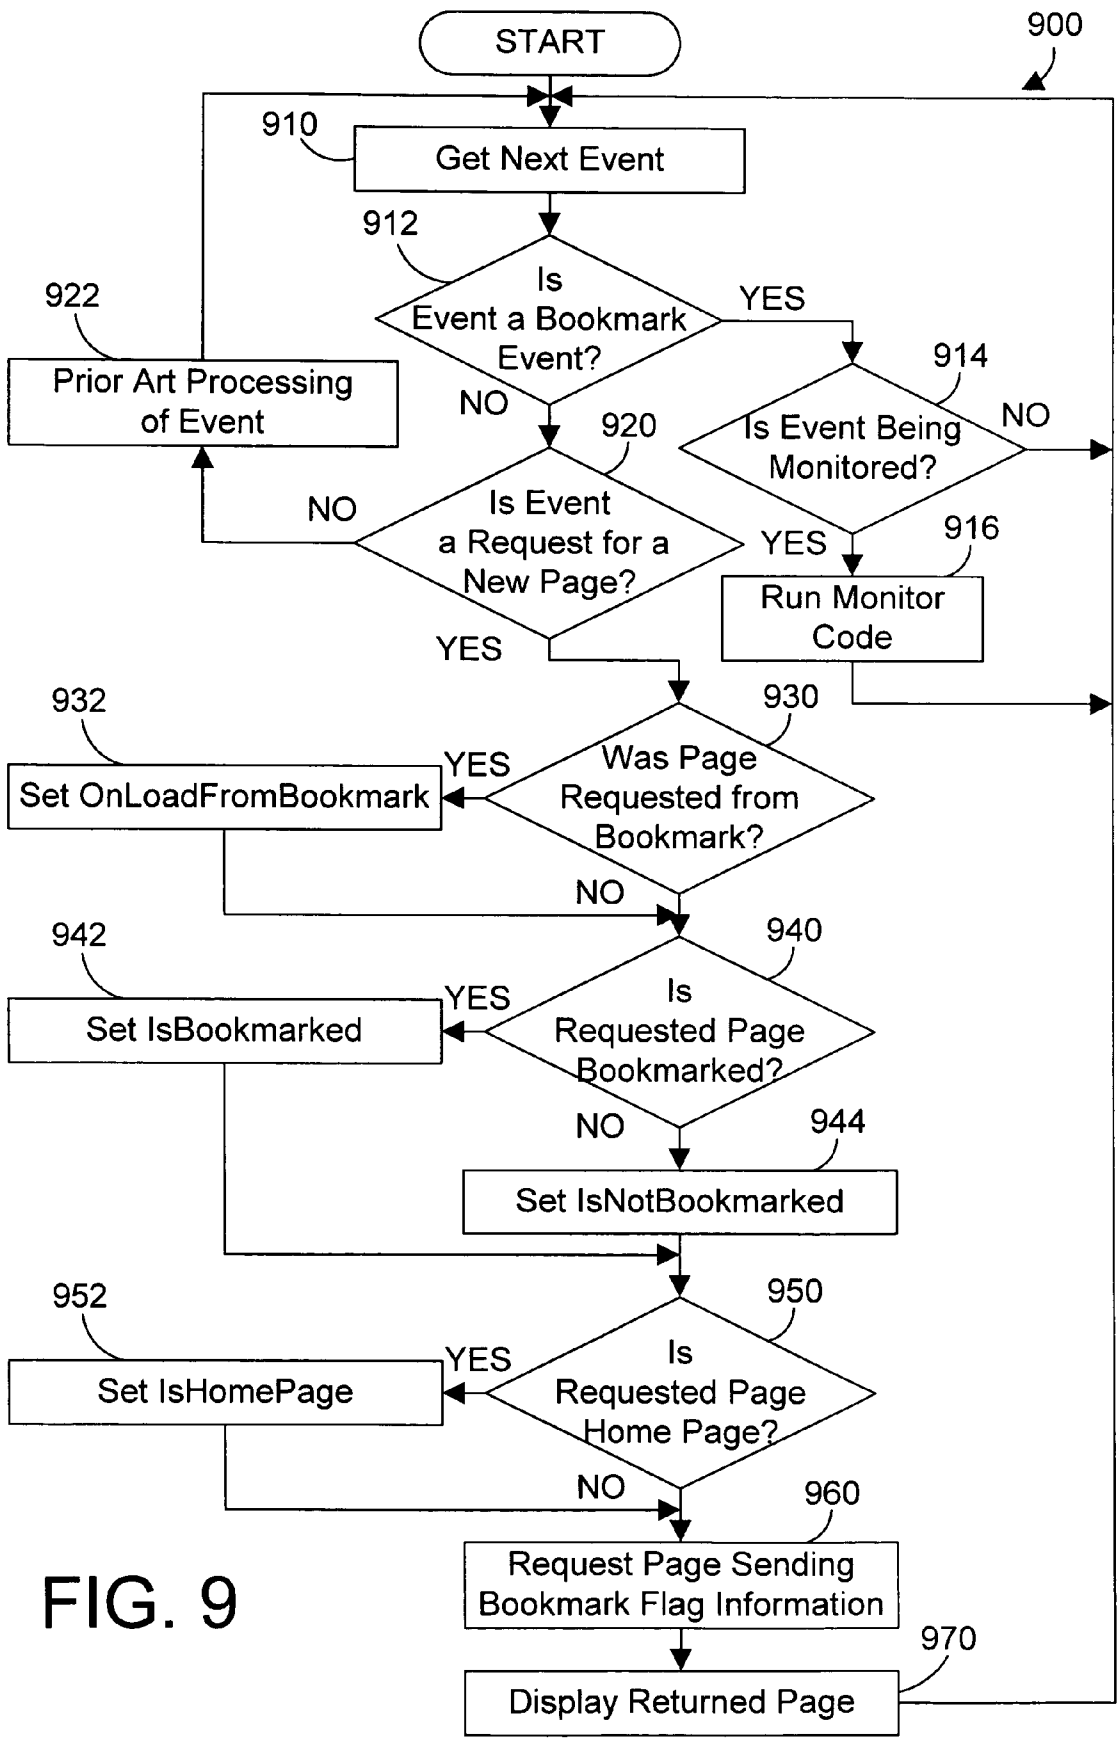 START
900
910
Get Next Event
912
Is
Event a Bookmark
Event?
YES
922
Prior Art Processing
of Event
NO
914
Is Event Being
Monitored?
NO
920
Is Event
a Request for a
New Page?
NO
YES
916
Run Monitor
Code
YES
932
930
Set OnLoadFromBookmark
YES
Was Page
Requested from
Bookmark?
NO
942
940
Set IsBookmarked
YES
Is
Requested Page
Bookmarked?
NO
944
Set IsNotBookmarked
952
950
Set IsHomePage
YES
Is
Requested Page
Home Page?
NO
960
Request Page Sending
Bookmark Flag Information
FIG. 9
970
Display Returned Page